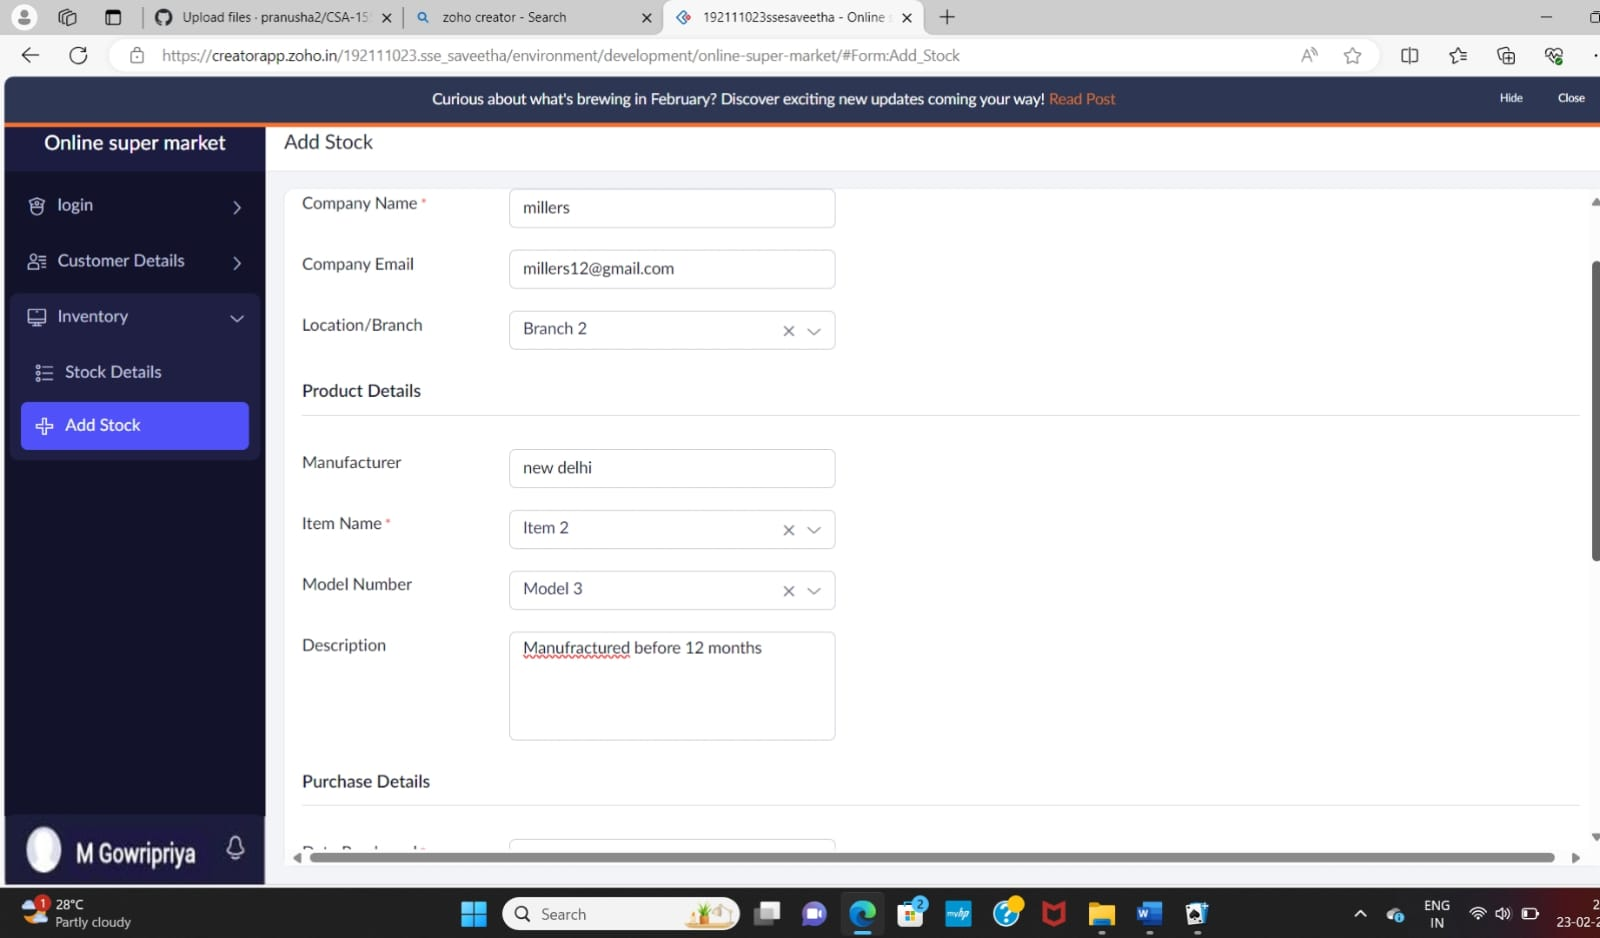 Upload files · pranusha2/CSA-15
zoho creator - Search
192111023ssesaveetha - Online s
https://creatorapp.zoho.in/192111023.sse_saveetha/environment/development/online-super-market/#Form:Add_Stock
Curious about what's brewing in February? Discover exciting new updates coming your way! Read Post
Hide
Close
Online super market
Add Stock
login
Customer Details
Inventory
Stock Details
Add Stock
Company Name *
millers
Company Email
millers12@gmail.com
Location/Branch
Branch 2
Product Details
Manufacturer
new delhi
Item Name *
Item 2
Model Number
Model 3
Description
Manufractured before 12 months
Purchase Details
M Gowripriya
1
28°C
Partly cloudy
Search
2
myhp
W
ENG
IN
23-02-2